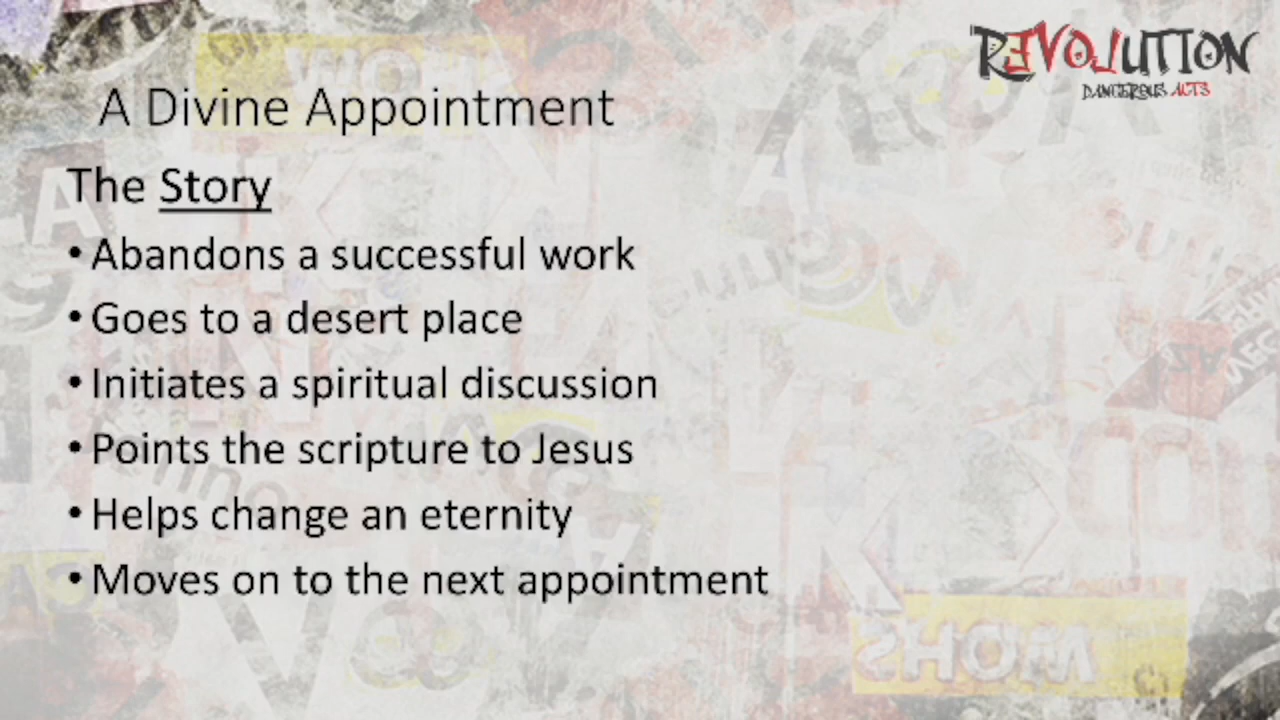 REVOLUTION
DANGEROUS ACTS
A Divine Appointment
The Story
• Abandons a successful work
• Goes to a desert place
• Initiates a spiritual discussion
• Points the scripture to Jesus
• Helps change an eternity
• Moves on to the next appointment